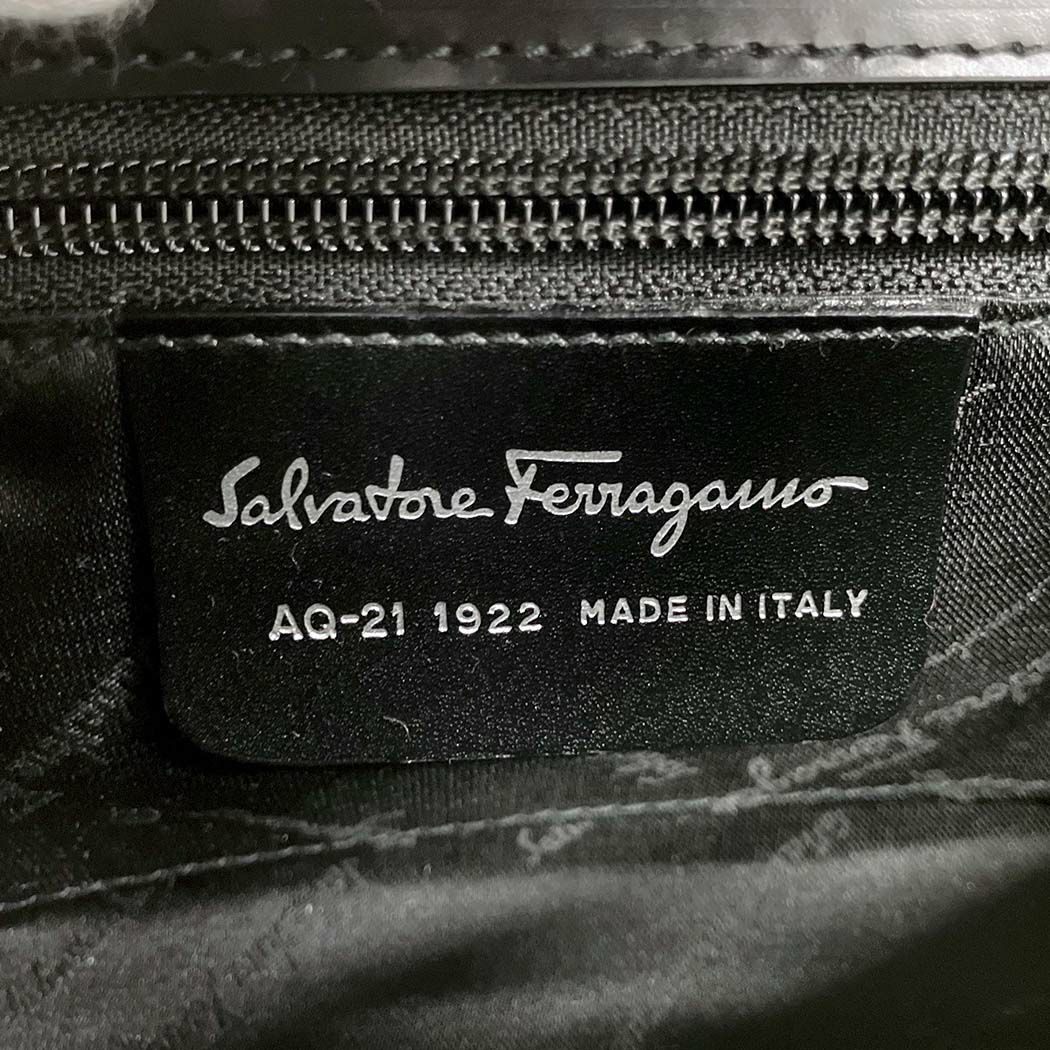 Salvatore Ferragamo
AQ-21 1922 MADE IN ITALY